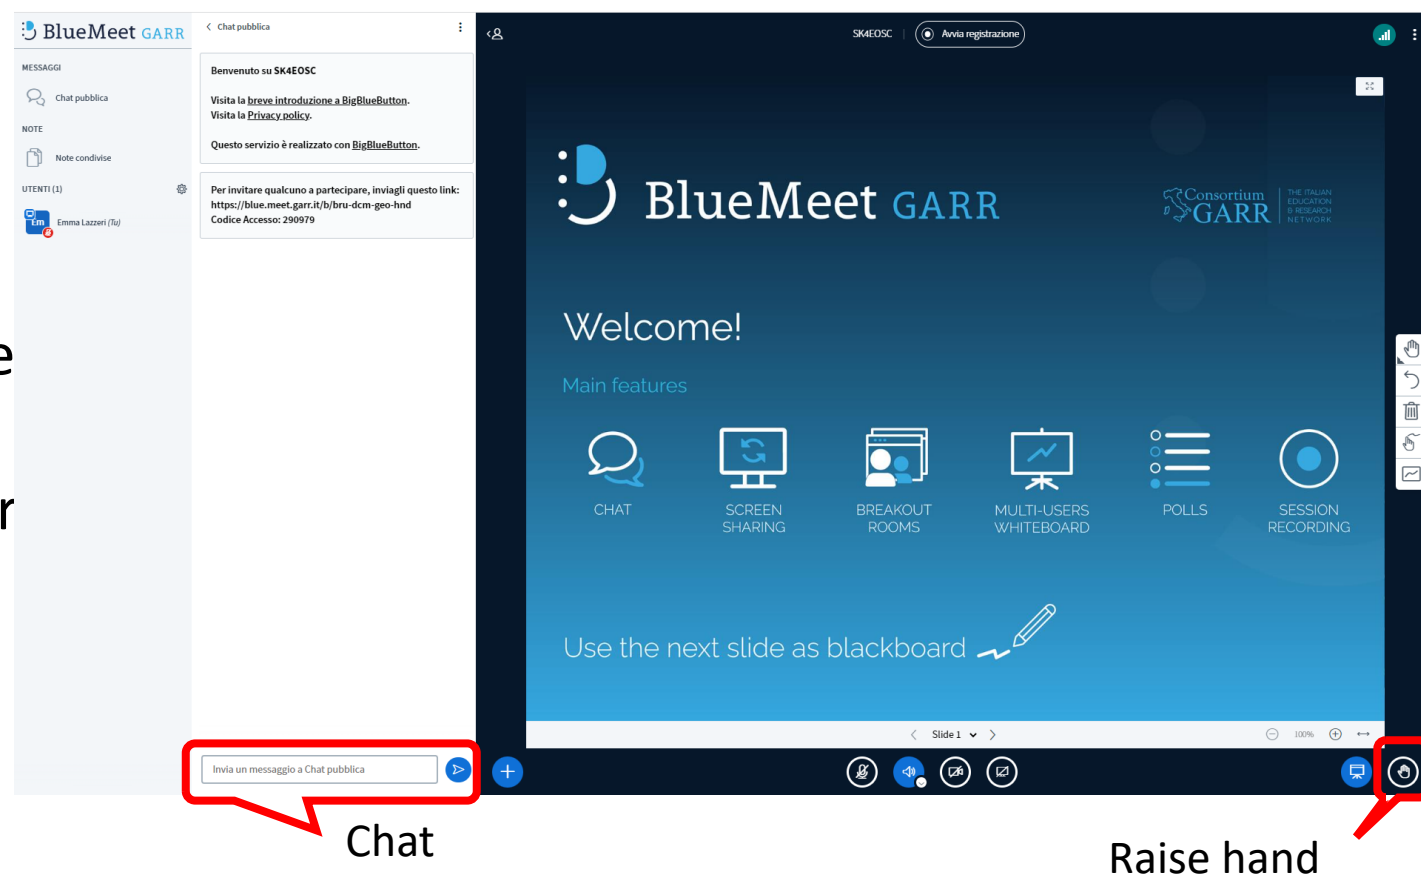 BlueMeet GARR
MESSAGGI
Chat pubblica
NOTE
Note condivise
UTENTI (1)
Em
Emma Lazzeri (Tu)
Chat pubblica
Benvenuto su SK4EOSC
Visita la breve introduzione a BigBlueButton.
Visita la Privacy policy.
Questo servizio è realizzato con BigBlueButton.
Per invitare qualcuno a partecipare, inviagli questo link:
https://blue.meet.garr.it/b/bru-dcm-geo-hnd
Codice Accesso: 290979
Invia un messaggio a Chat pubblica
SK4EOSC
Avvia registrazione
BlueMeet GARR
Consortium
GARR
THE ITALIAN
EDUCATION
& RESEARCH
NETWORK
Welcome!
Main features
CHAT
SCREEN
SHARING
BREAKOUT
ROOMS
MULTI-USERS
WHITEBOARD
POLLS
SESSION
RECORDING
Use the next slide as blackboard
Slide 1
100%
e
r
Chat
Raise hand